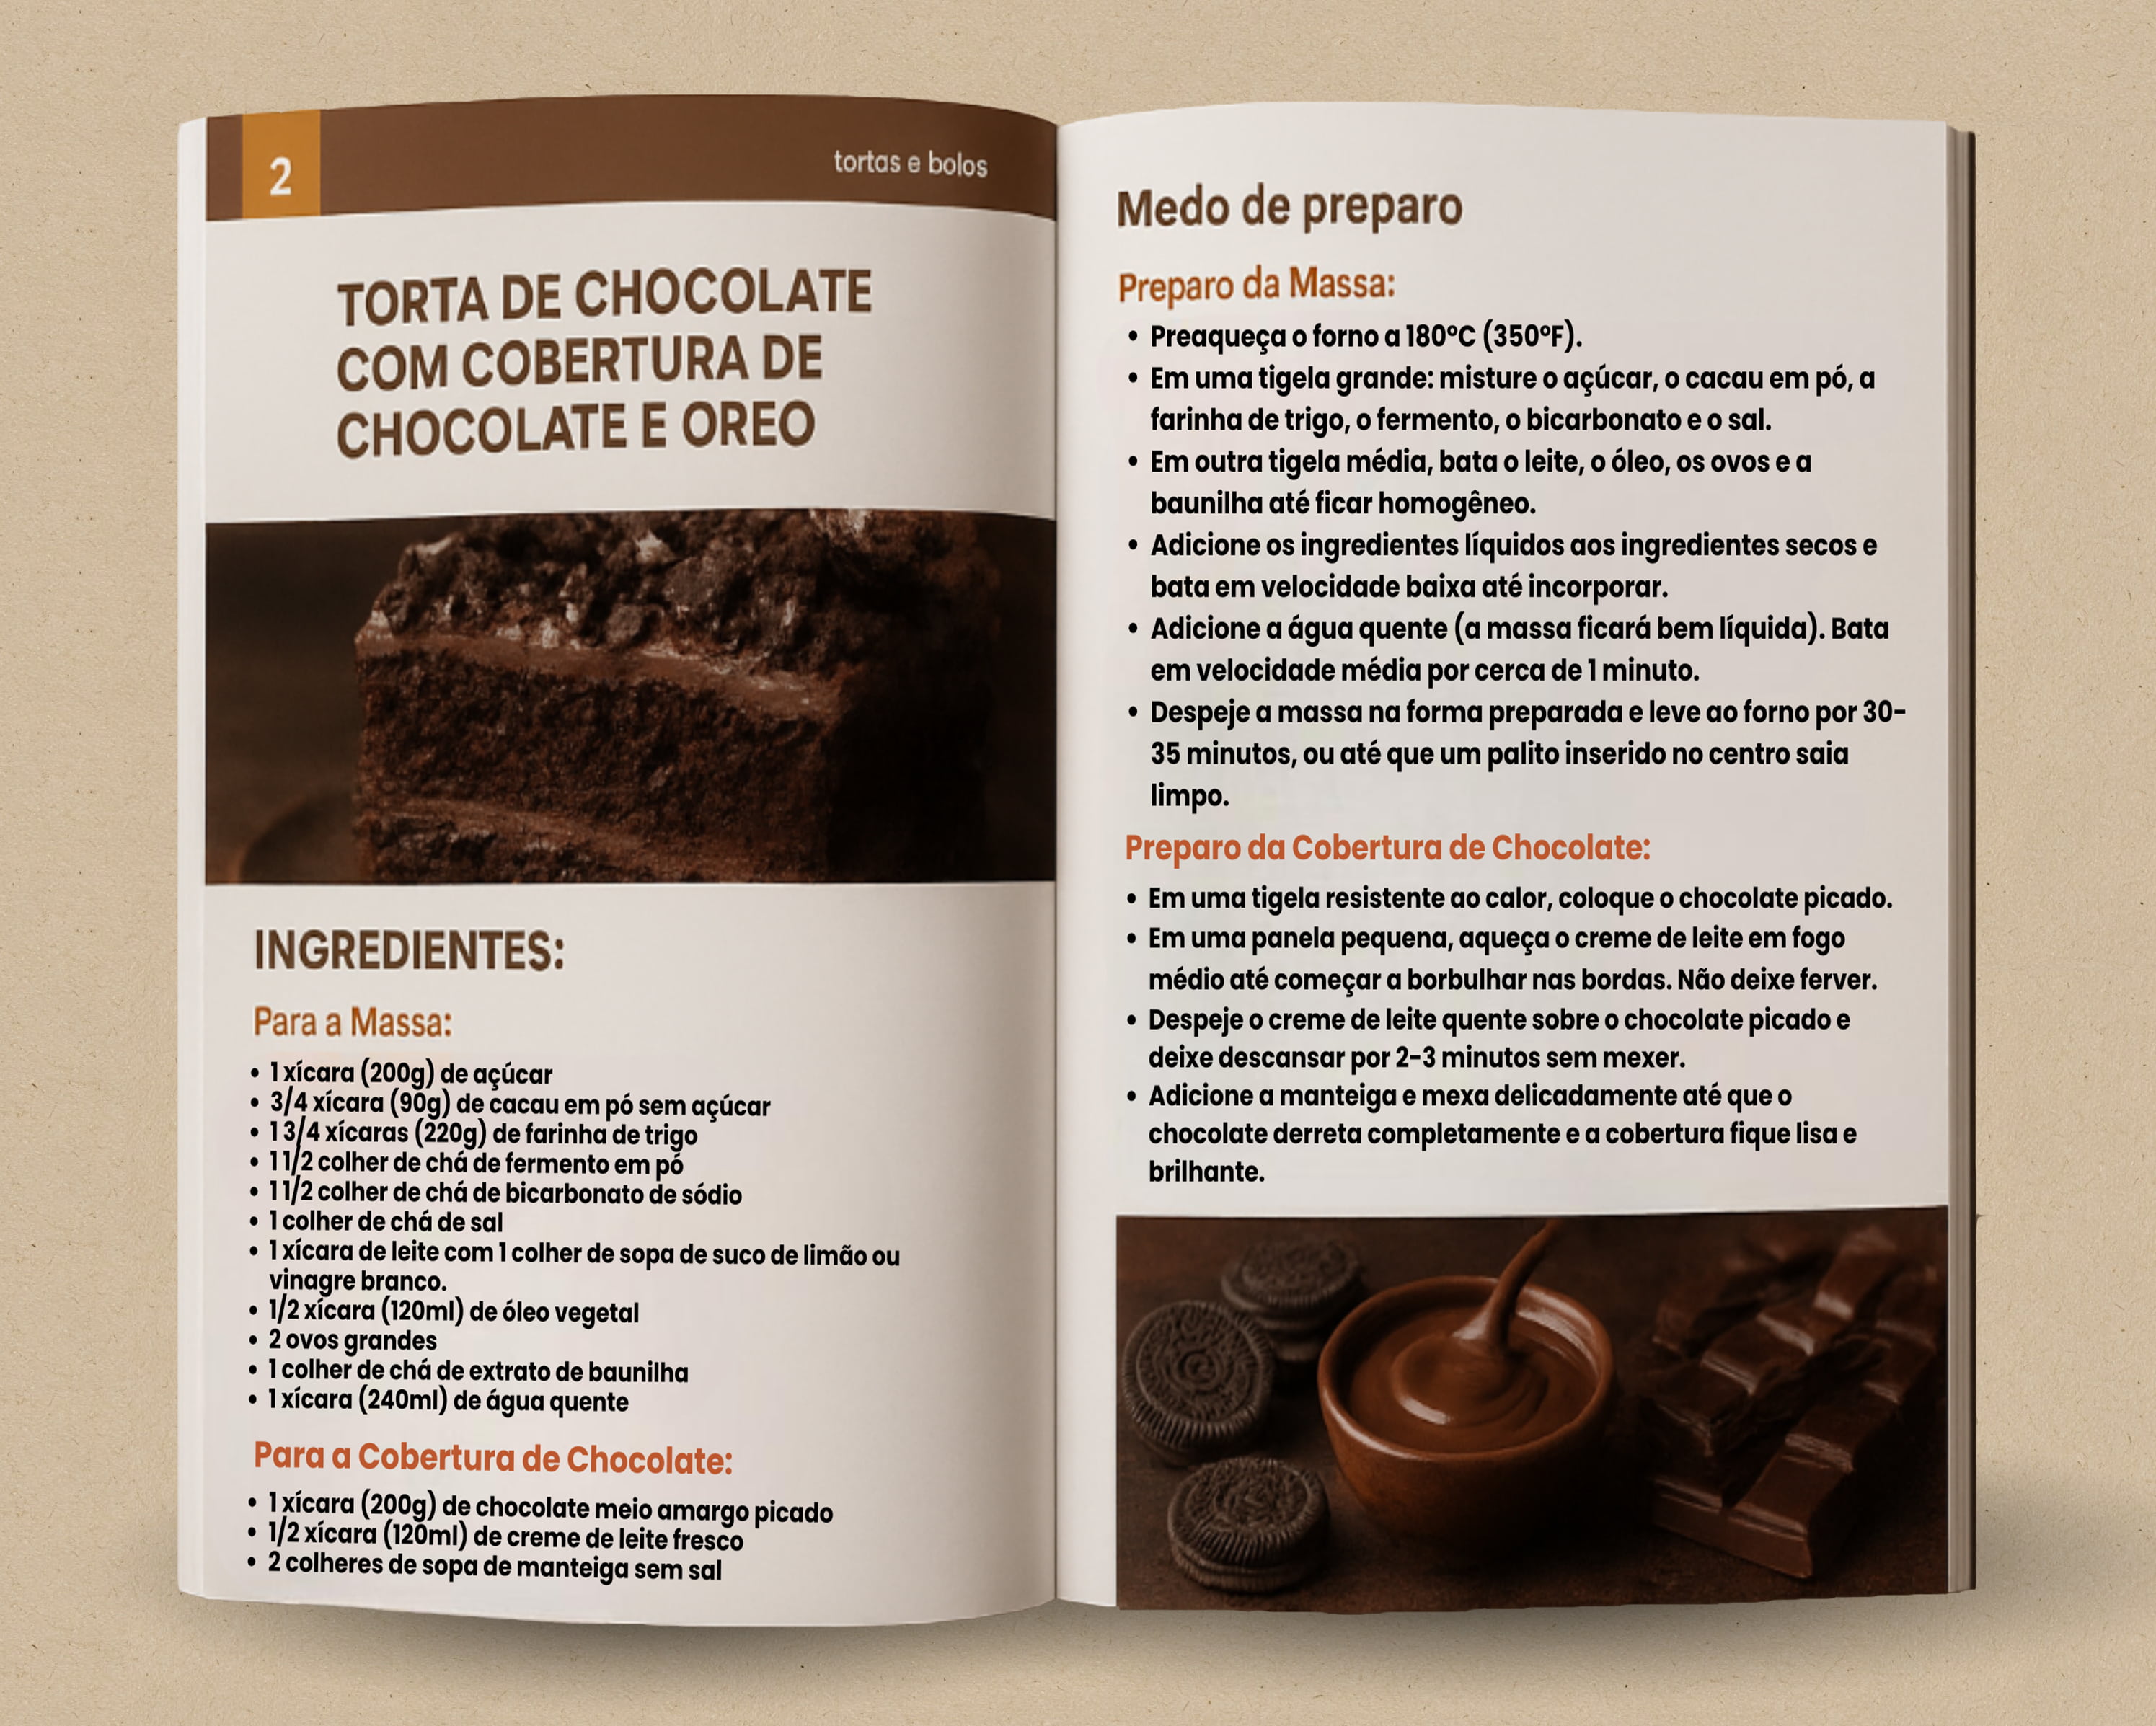 2
tortas e bolos
TORTA DE CHOCOLATE
COM COBERTURA DE
CHOCOLATE E OREO
INGREDIENTES:
Para a Massa:
• 1 xícara (200g) de açúcar
• 3/4 xícara (90g) de cacau em pó sem açúcar
• 1 3/4 xícaras (220g) de farinha de trigo
• 1 1/2 colher de chá de fermento em pó
• 1 1/2 colher de chá de bicarbonato de sódio
• 1 colher de chá de sal
• 1 xícara de leite com 1 colher de sopa de suco de limão ou
vinagre branco.
• 1/2 xícara (120ml) de óleo vegetal
• 2 ovos grandes
• 1 colher de chá de extrato de baunilha
• 1 xícara (240ml) de água quente
Para a Cobertura de Chocolate:
• 1 xícara (200g) de chocolate meio amargo picado
• 1/2 xícara (120ml) de creme de leite fresco
• 2 colheres de sopa de manteiga sem sal
Medo de preparo
Preparo da Massa:
• Preaqueça o forno a 180°C (350°F).
• Em uma tigela grande: misture o açúcar, o cacau em pó, a
farinha de trigo, o fermento, o bicarbonato e o sal.
• Em outra tigela média, bata o leite, o óleo, os ovos e a
baunilha até ficar homogêneo.
• Adicione os ingredientes líquidos aos ingredientes secos e
bata em velocidade baixa até incorporar.
• Adicione a água quente (a massa ficará bem líquida). Bata
em velocidade média por cerca de 1 minuto.
• Despeje a massa na forma preparada e leve ao forno por 30-
35 minutos, ou até que um palito inserido no centro saia
limpo.
Preparo da Cobertura de Chocolate:
• Em uma tigela resistente ao calor, coloque o chocolate picado.
• Em uma panela pequena, aqueça o creme de leite em fogo
médio até começar a borbulhar nas bordas. Não deixe ferver.
• Despeje o creme de leite quente sobre o chocolate picado e
deixe descansar por 2-3 minutos sem mexer.
• Adicione a manteiga e mexa delicadamente até que o
chocolate derreta completamente e a cobertura fique lisa e
brilhante.